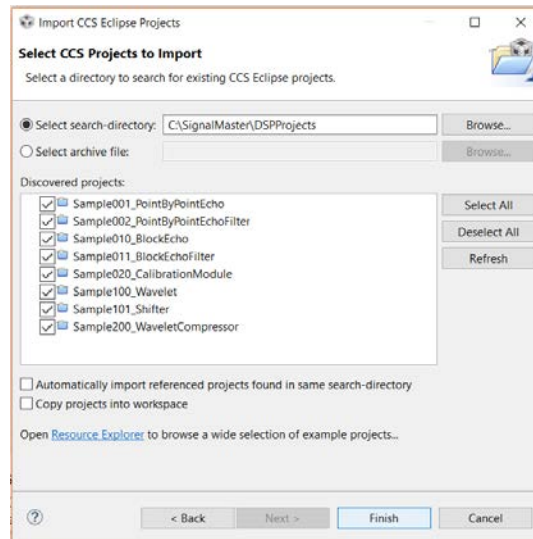 Import CCS Eclipse Projects
Select CCS Projects to Import
Select a directory to search for existing CCS Eclipse projects.
Select search-directory: C:\SignalMaster\DSPProjects Browse...
Select archive file: Browse...
Discovered projects:
Sample001_PointByPointEcho Select All
Sample002_PointByPointEchoFilter
Sample010_BlockEcho Deselect All
Sample011_BlockEchoFilter
Sample020_CalibrationModule Refresh
Sample100_Wavelet
Sample101_Shifter
Sample200_WaveletCompressor
Automatically import referenced projects found in same search-directory
Copy projects into workspace
Open Resource Explorer to browse a wide selection of example projects...
? < Back Next > Finish Cancel